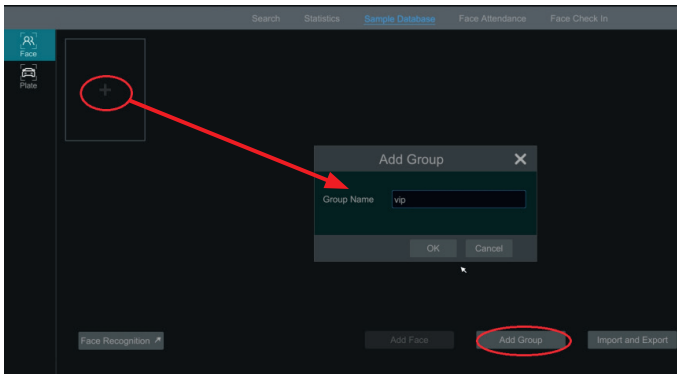 Search Statistics Sample Database Face Attendance Face Check In
Face
Plate
+
Add Group
Group Name vip
OK Cancel
Face Recognition Add Face Add Group Import and Export